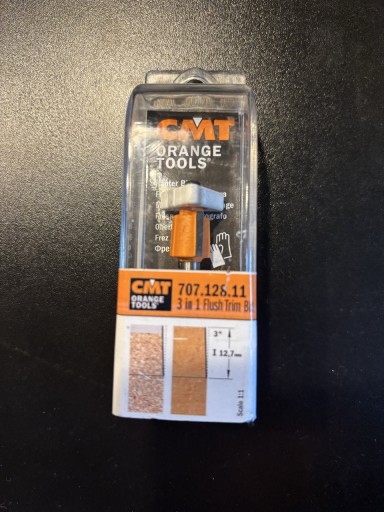 CMT
ORANGE
TOOLS®
CMT
ORANGE
TOOLS®
707.128.11
3 in 1 Flush Trim Bit
3°
I 12,7mm
Scale 1:1